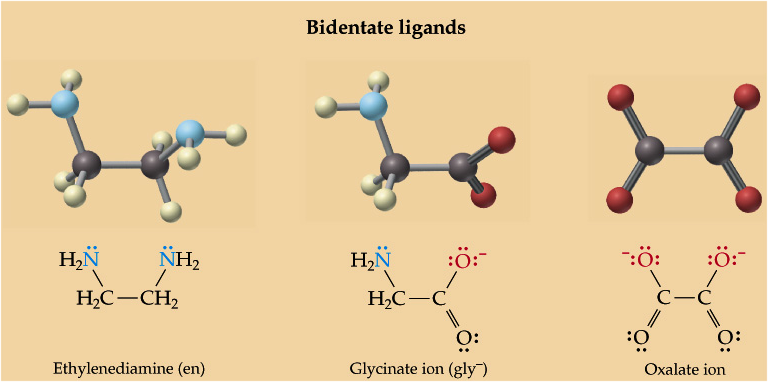 Bidentate ligands
H₂N̈ N̈H₂
H₂C—CH₂
Ethylenediamine (en)
H₂N̈ :Ö:⁻
H₂C—C
Ö:
Glycinate ion (gly⁻)
⁻:Ö: :Ö:⁻
C—C
:Ö Ö:
Oxalate ion